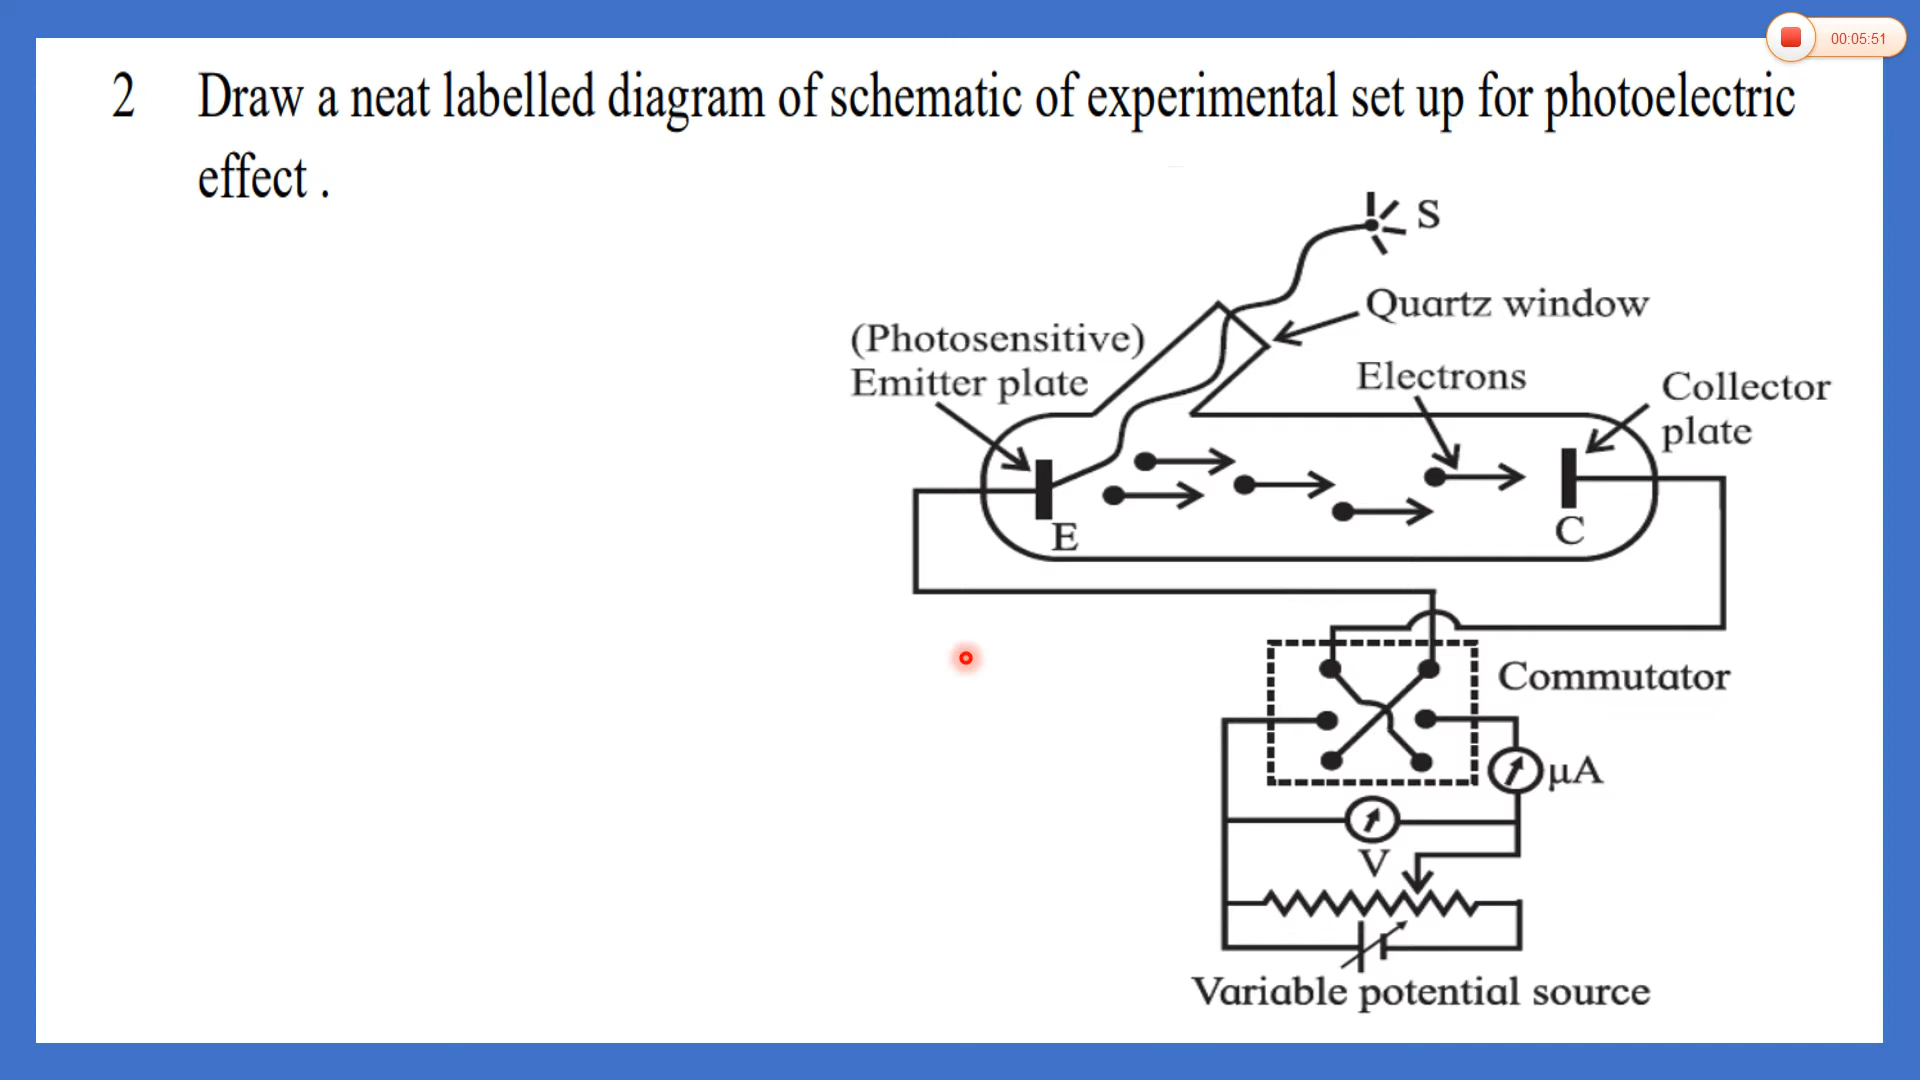 00:05:51
2 Draw a neat labelled diagram of schematic of experimental set up for photoelectric
effect .
S
Quartz window
(Photosensitive)
Emitter plate
Electrons
Collector
plate
E
C
Commutator
µA
V
Variable potential source